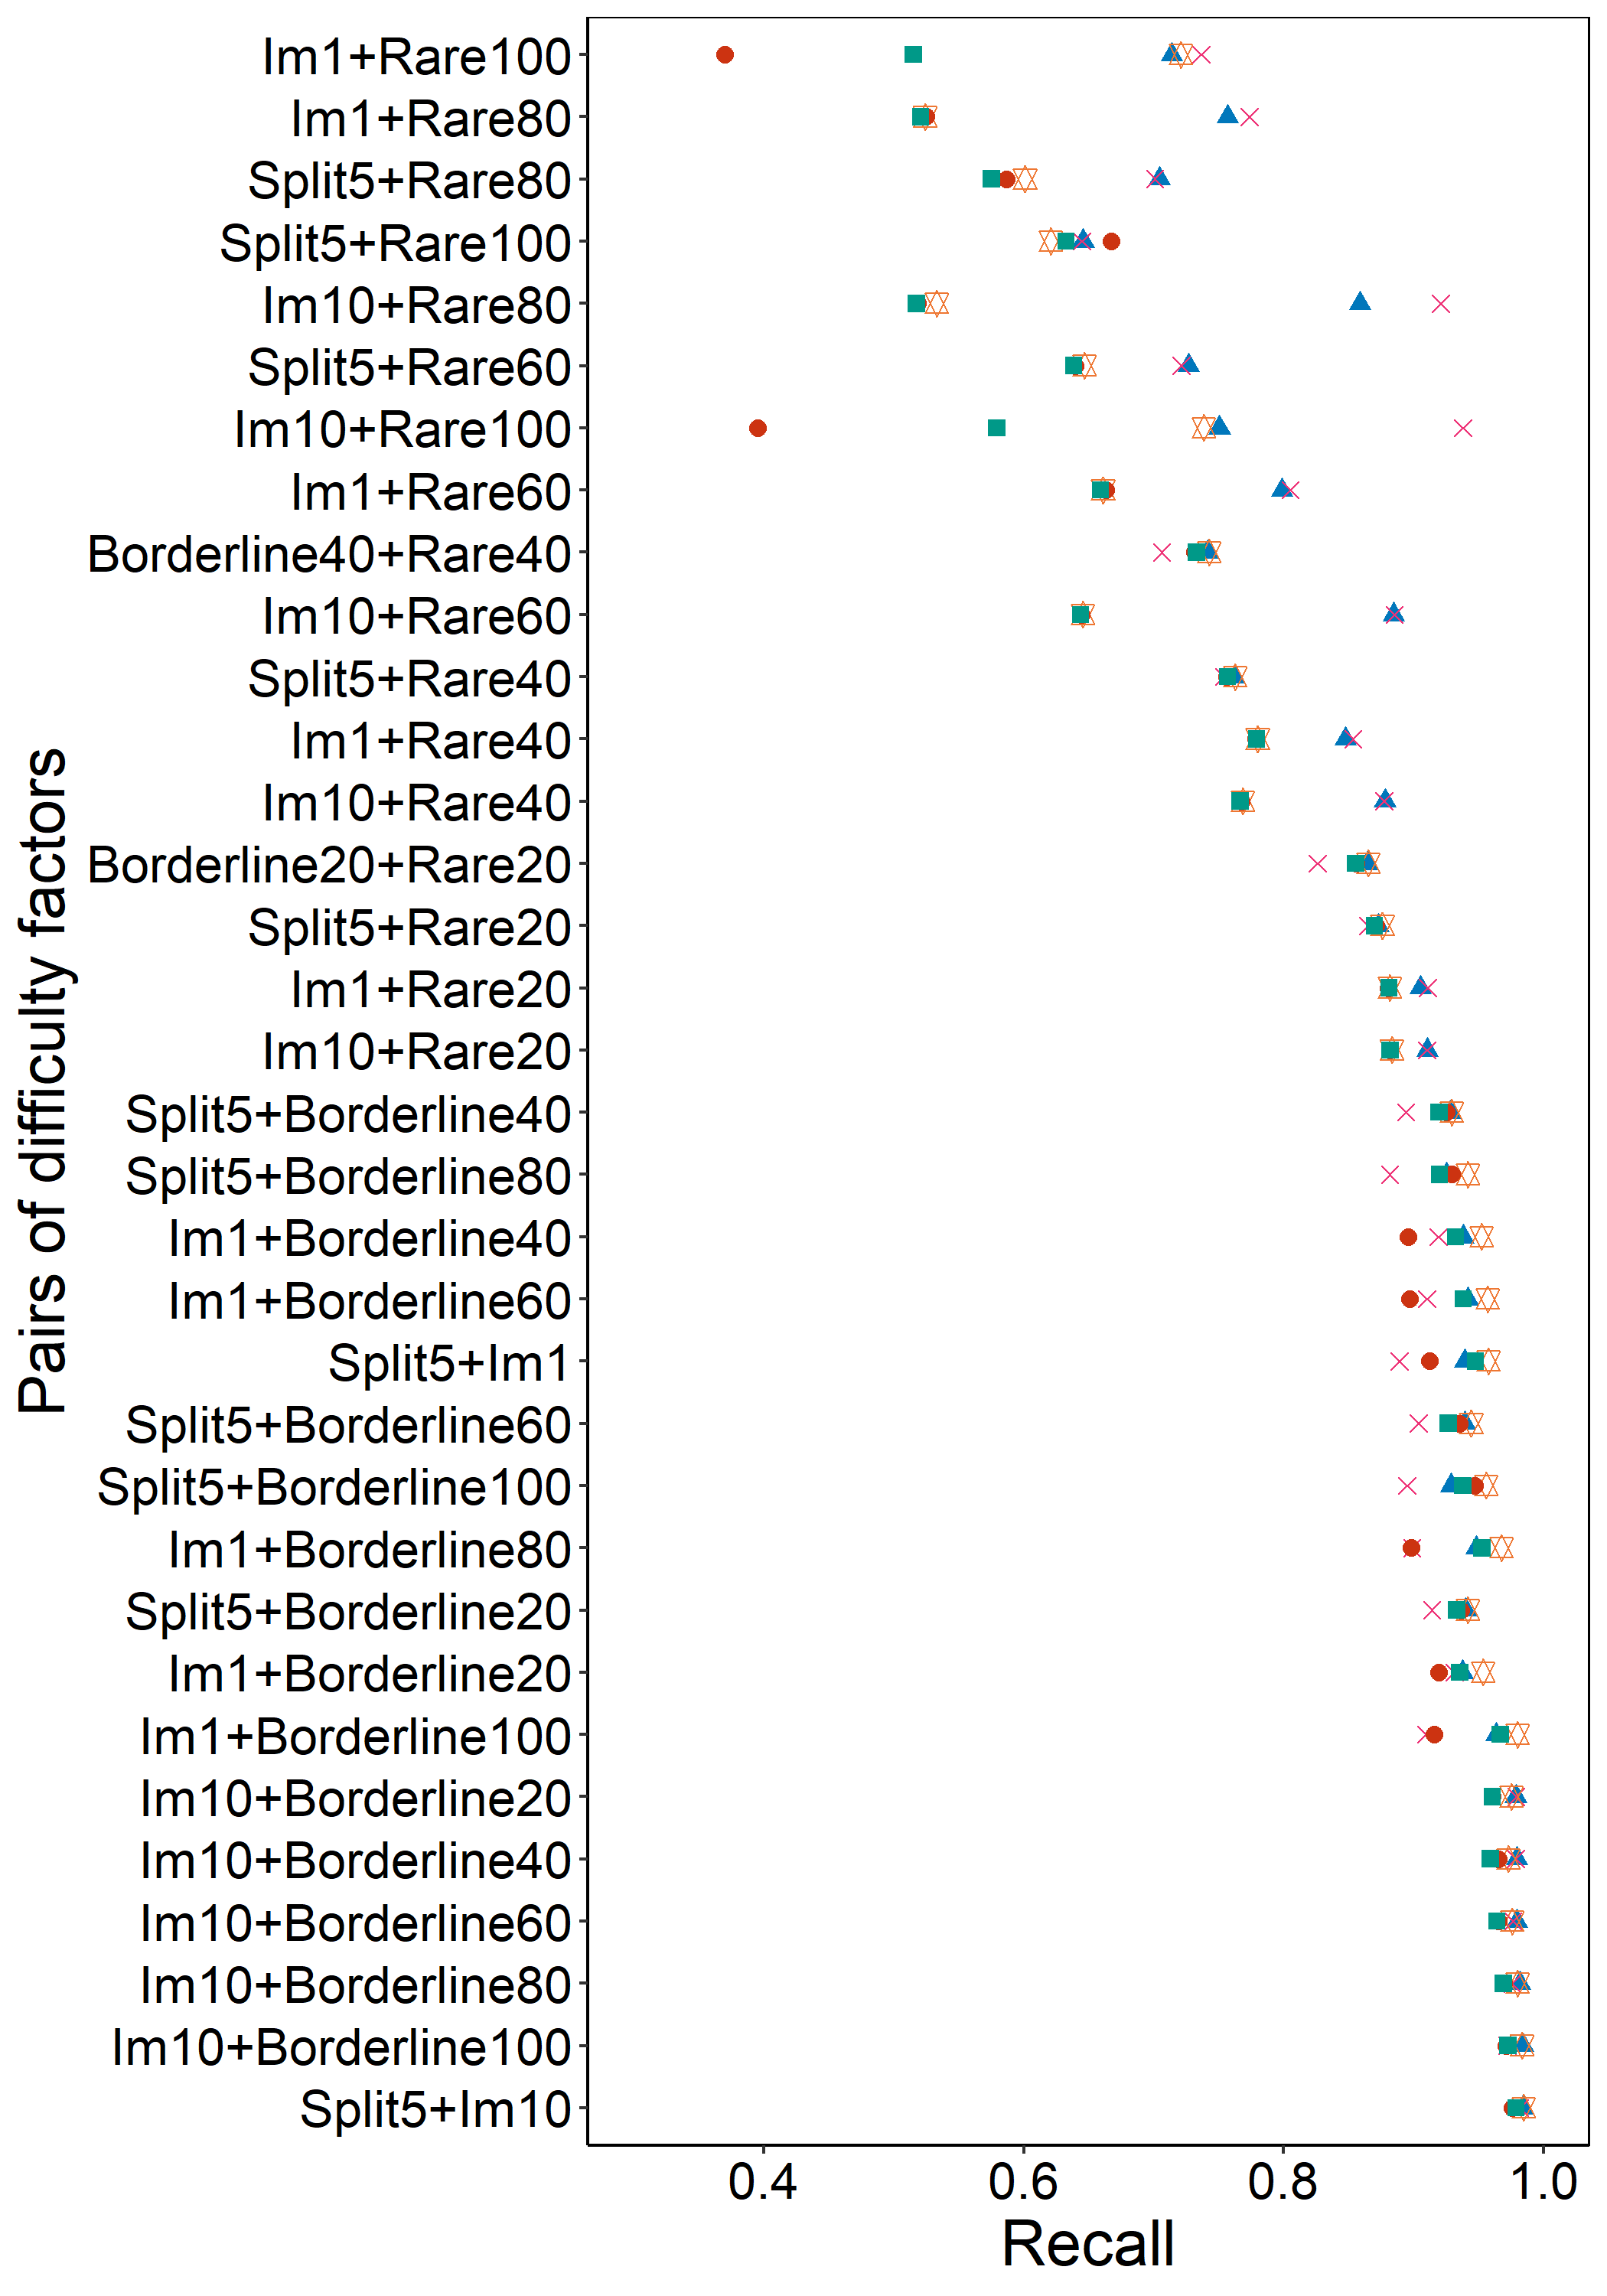 Pairs of difficulty factors
Im1+Rare100
Im1+Rare80
Split5+Rare80
Split5+Rare100
Im10+Rare80
Split5+Rare60
Im10+Rare100
Im1+Rare60
Borderline40+Rare40
Im10+Rare60
Split5+Rare40
Im1+Rare40
Im10+Rare40
Borderline20+Rare20
Split5+Rare20
Im1+Rare20
Im10+Rare20
Split5+Borderline40
Split5+Borderline80
Im1+Borderline40
Im1+Borderline60
Split5+Im1
Split5+Borderline60
Split5+Borderline100
Im1+Borderline80
Split5+Borderline20
Im1+Borderline20
Im1+Borderline100
Im10+Borderline20
Im10+Borderline40
Im10+Borderline60
Im10+Borderline80
Im10+Borderline100
Split5+Im10
0.4 0.6 0.8 1.0
Recall